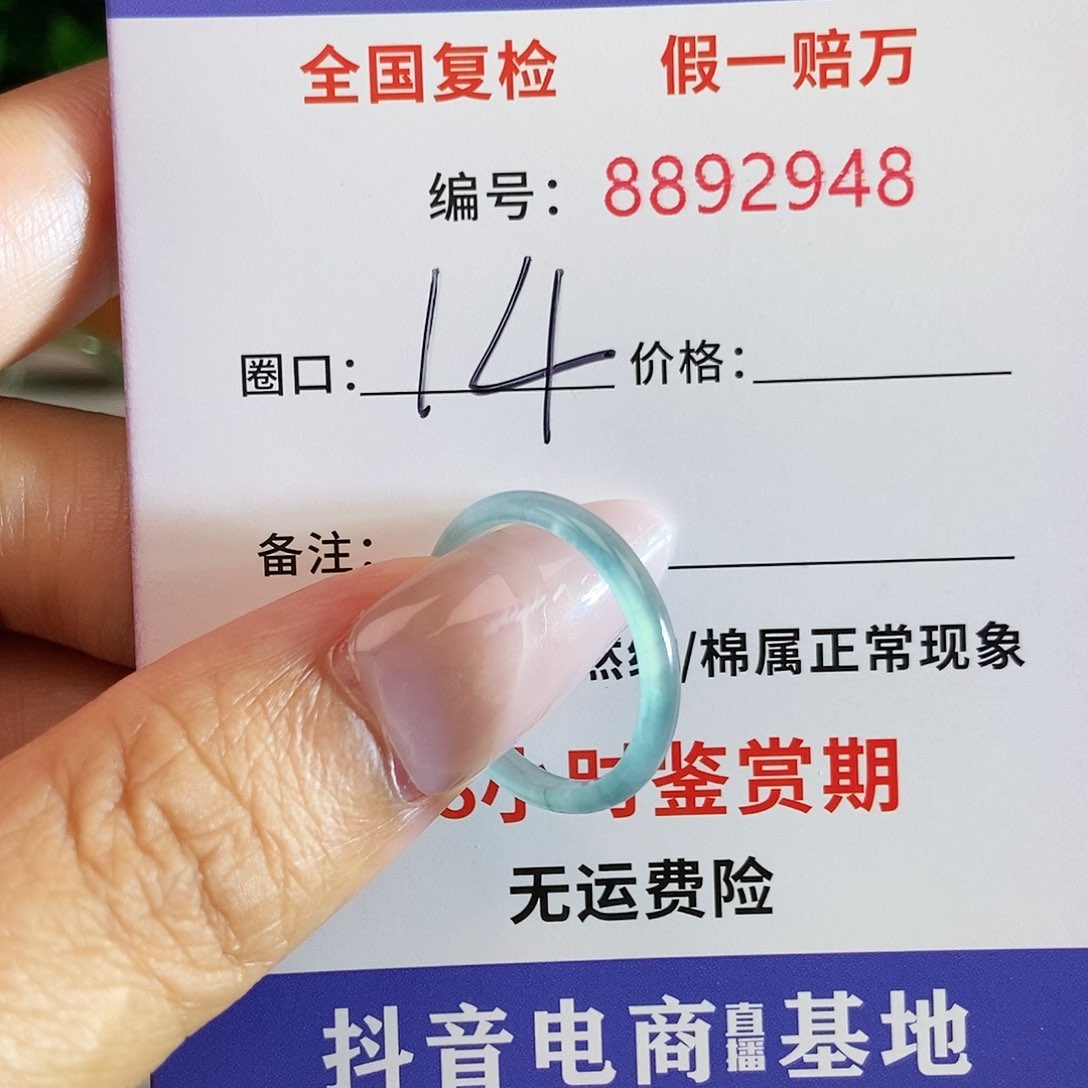 全国复检 假一赔万
编号：8892948
圈口：14 价格：
备注：
/棉属正常现象
小时鉴赏期
无运费险
抖音电商直播基地